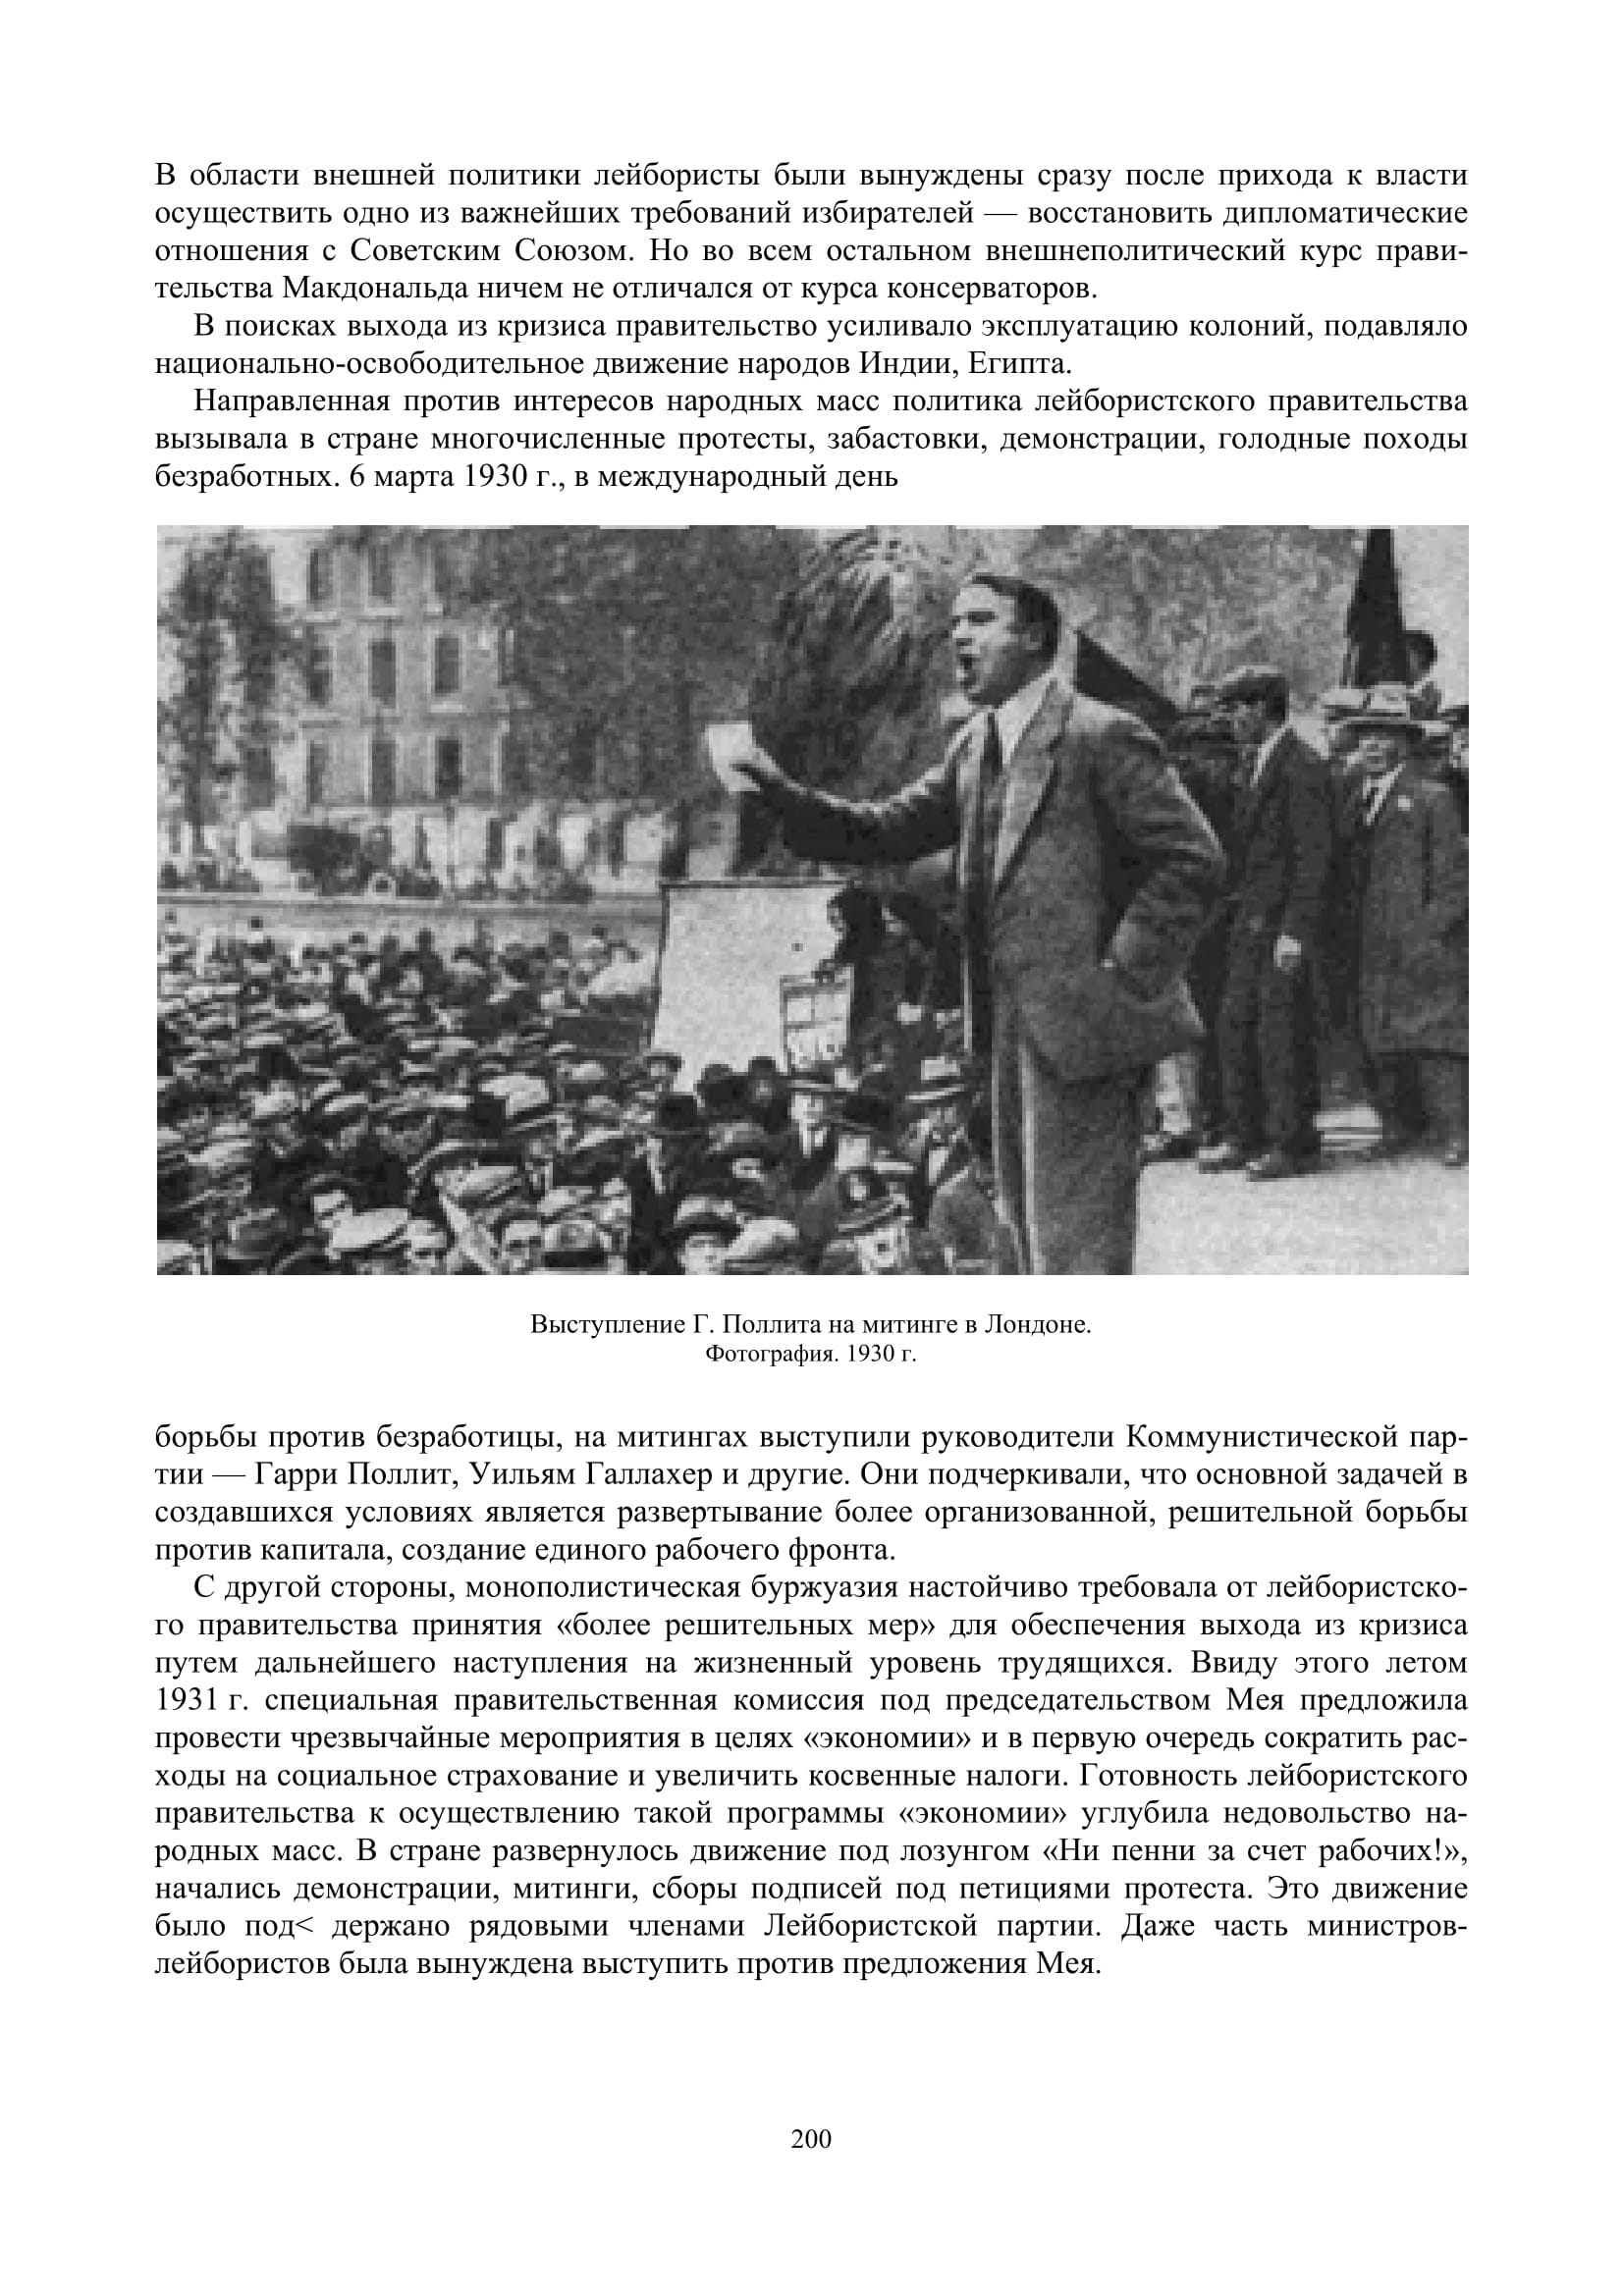 В области внешней политики лейбористы были вынуждены сразу после прихода к власти
осуществить одно из важнейших требований избирателей — восстановить дипломатические
отношения с Советским Союзом. Но во всем остальном внешнеполитический курс прави-
тельства Макдональда ничем не отличался от курса консерваторов.
В поисках выхода из кризиса правительство усиливало эксплуатацию колоний, подавляло
национально-освободительное движение народов Индии, Египта.
Направленная против интересов народных масс политика лейбористского правительства
вызывала в стране многочисленные протесты, забастовки, демонстрации, голодные походы
безработных. 6 марта 1930 г., в международный день
Выступление Г. Поллита на митинге в Лондоне.
Фотография. 1930 г.
борьбы против безработицы, на митингах выступили руководители Коммунистической пар-
тии — Гарри Поллит, Уильям Галлахер и другие. Они подчеркивали, что основной задачей в
создавшихся условиях является развертывание более организованной, решительной борьбы
против капитала, создание единого рабочего фронта.
С другой стороны, монополистическая буржуазия настойчиво требовала от лейбористско-
го правительства принятия «более решительных мер» для обеспечения выхода из кризиса
путем дальнейшего наступления на жизненный уровень трудящихся. Ввиду этого летом
1931 г. специальная правительственная комиссия под председательством Мея предложила
провести чрезвычайные мероприятия в целях «экономии» и в первую очередь сократить рас-
ходы на социальное страхование и увеличить косвенные налоги. Готовность лейбористского
правительства к осуществлению такой программы «экономии» углубила недовольство на-
родных масс. В стране развернулось движение под лозунгом «Ни пенни за счет рабочих!»,
начались демонстрации, митинги, сборы подписей под петициями протеста. Это движение
было под< держано рядовыми членами Лейбористской партии. Даже часть министров-
лейбористов была вынуждена выступить против предложения Мея.
200